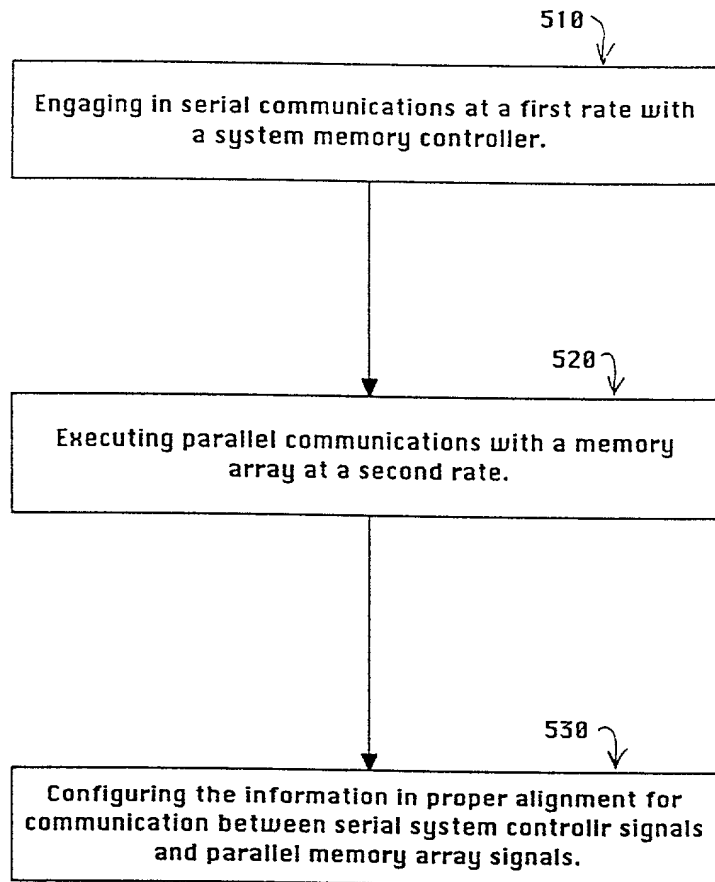 510
Engaging in serial communications at a first rate with
a system memory controller.
520
Executing parallel communications with a memory
array at a second rate.
530
Configuring the information in proper alignment for
communication between serial system controllr signals
and parallel memory array signals.